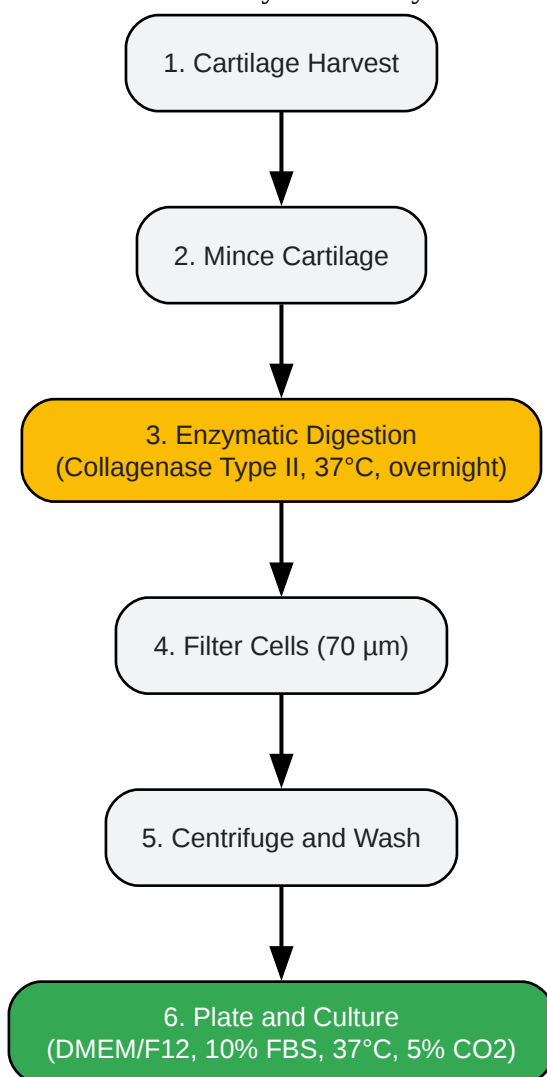 1. Cartilage Harvest
2. Mince Cartilage
3. Enzymatic Digestion
(Collagenase Type II, 37°C, overnight)
4. Filter Cells (70 µm)
5. Centrifuge and Wash
6. Plate and Culture
(DMEM/F12, 10% FBS, 37°C, 5% CO2)